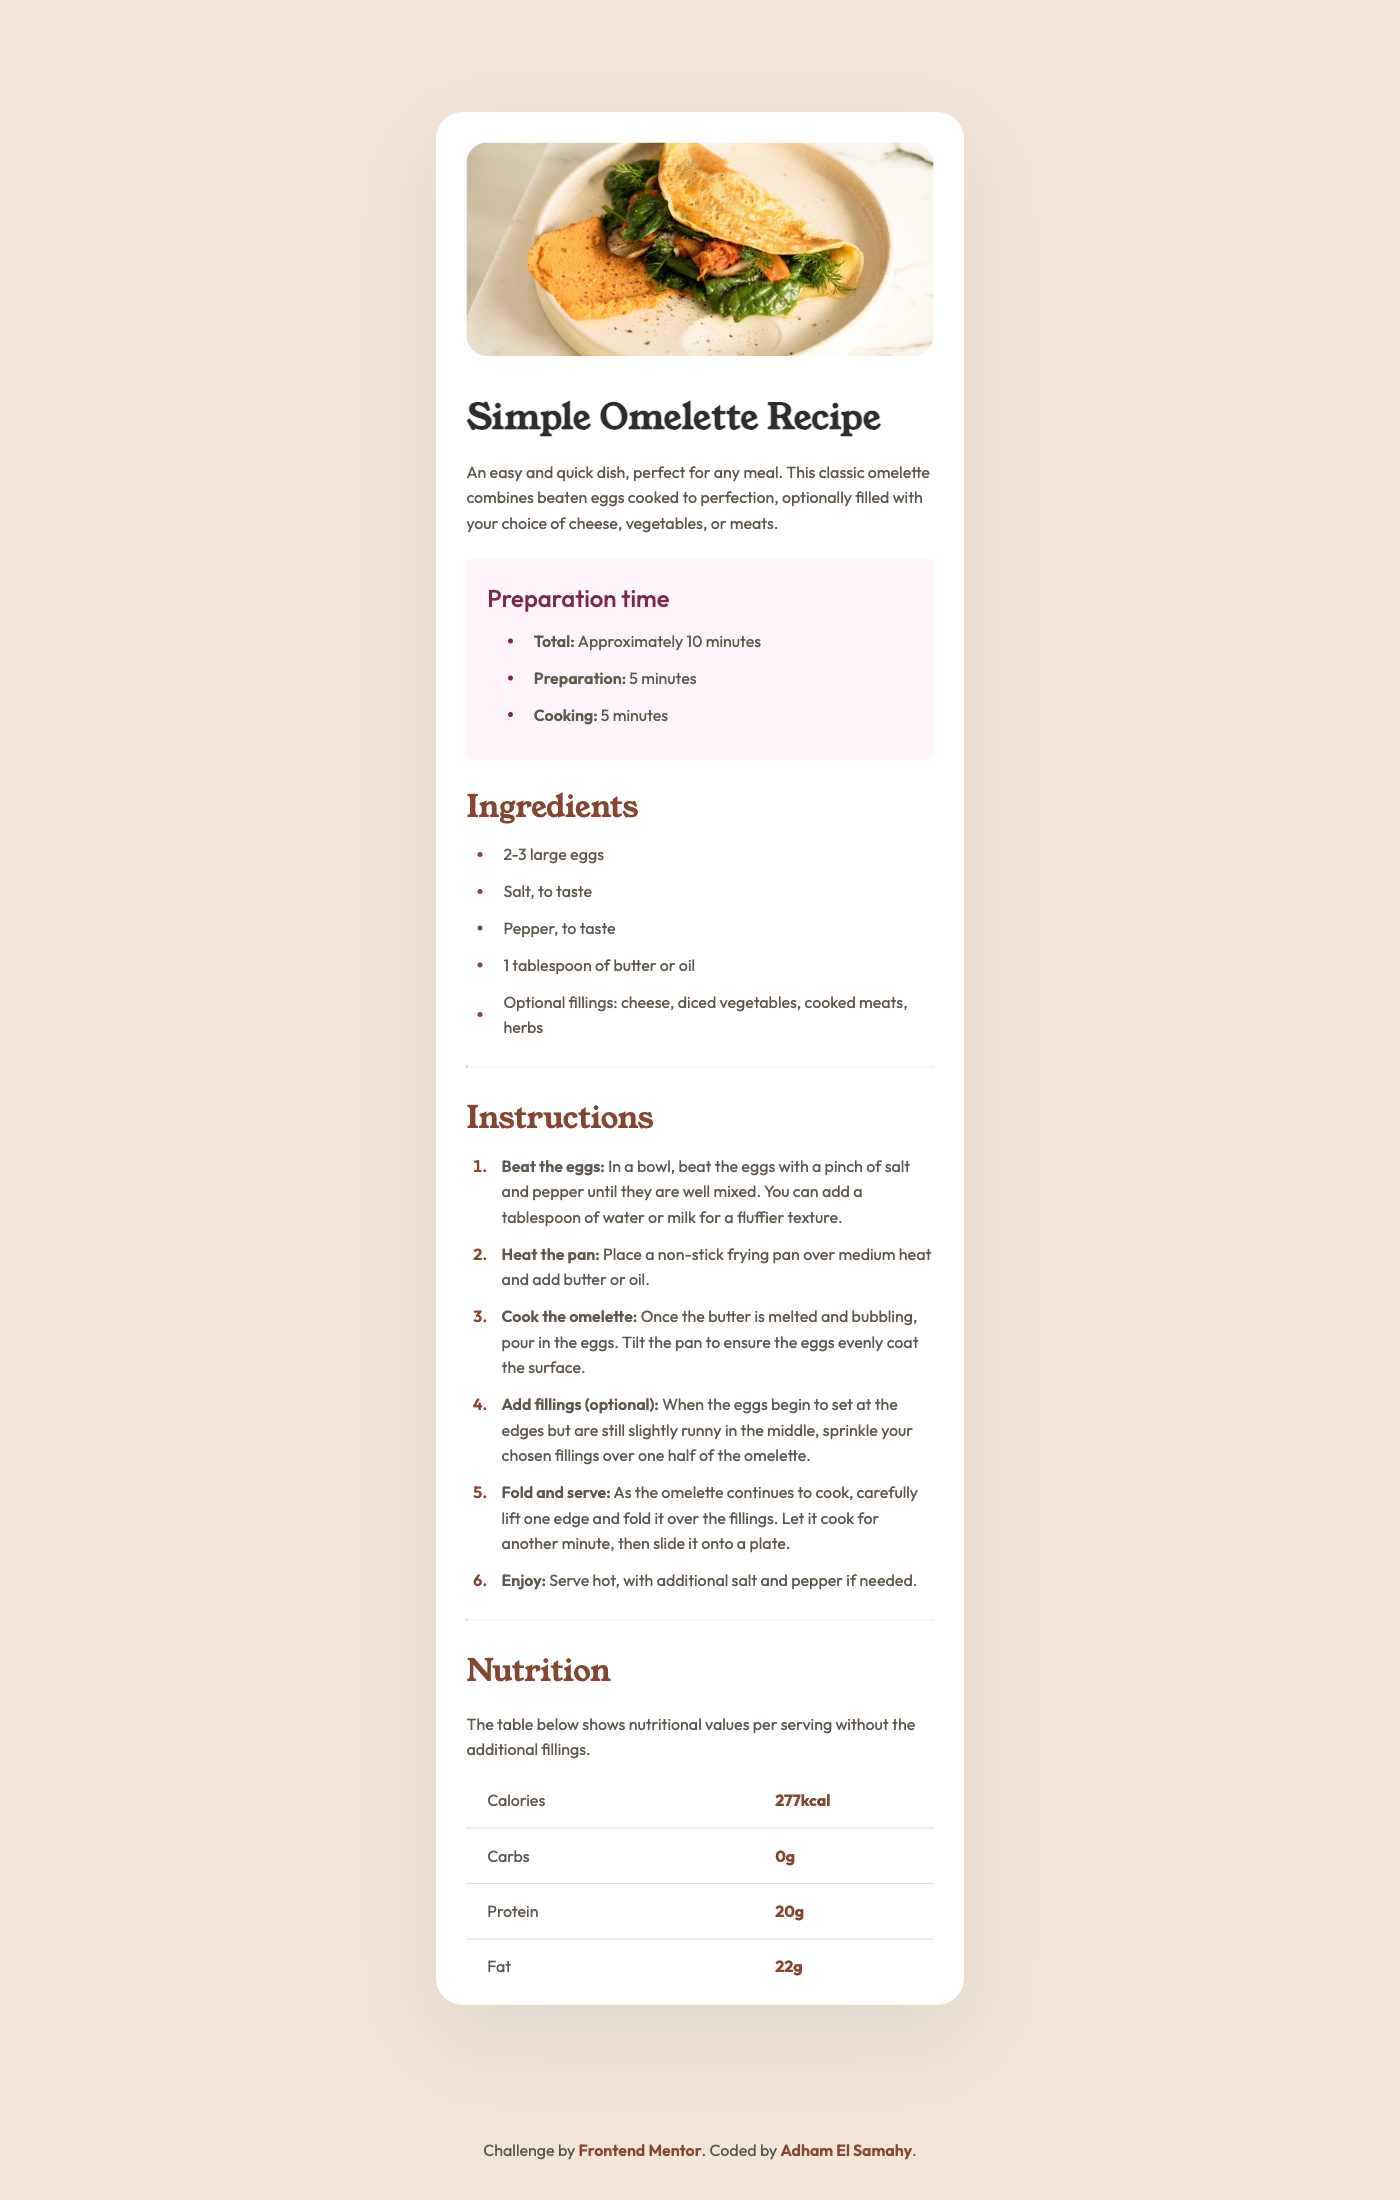 Simple Omelette Recipe
An easy and quick dish, perfect for any meal. This classic omelette
combines beaten eggs cooked to perfection, optionally filled with
your choice of cheese, vegetables, or meats.
Preparation time
• Total: Approximately 10 minutes
• Preparation: 5 minutes
• Cooking: 5 minutes
Ingredients
• 2-3 large eggs
• Salt, to taste
• Pepper, to taste
• 1 tablespoon of butter or oil
• Optional fillings: cheese, diced vegetables, cooked meats,
herbs
Instructions
1. Beat the eggs: In a bowl, beat the eggs with a pinch of salt
and pepper until they are well mixed. You can add a
tablespoon of water or milk for a fluffier texture.
2. Heat the pan: Place a non-stick frying pan over medium heat
and add butter or oil.
3. Cook the omelette: Once the butter is melted and bubbling,
pour in the eggs. Tilt the pan to ensure the eggs evenly coat
the surface.
4. Add fillings (optional): When the eggs begin to set at the
edges but are still slightly runny in the middle, sprinkle your
chosen fillings over one half of the omelette.
5. Fold and serve: As the omelette continues to cook, carefully
lift one edge and fold it over the fillings. Let it cook for
another minute, then slide it onto a plate.
6. Enjoy: Serve hot, with additional salt and pepper if needed.
Nutrition
The table below shows nutritional values per serving without the
additional fillings.
Calories 277kcal
Carbs 0g
Protein 20g
Fat 22g
Challenge by Frontend Mentor. Coded by Adham El Samahy.